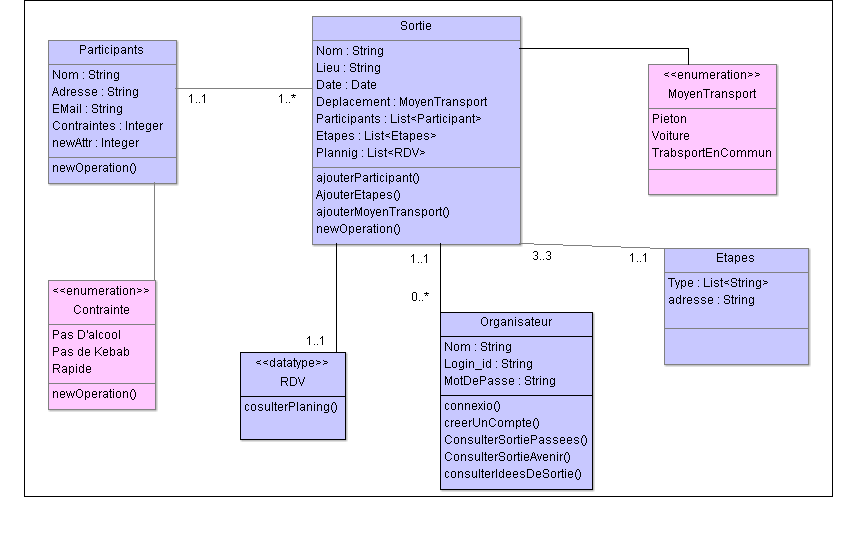 Participants
Nom : String
Adresse : String
EMail : String
Contraintes : Integer
newAttr : Integer
newOperation()
1..1
1..*
Sortie
Nom : String
Lieu : String
Date : Date
Deplacement : MoyenTransport
Participants : List<Participant>
Etapes : List<Etapes>
Plannig : List<RDV>
ajouterParticipant()
AjouterEtapes()
ajouterMoyenTransport()
newOperation()
<<enumeration>>
MoyenTransport
Pieton
Voiture
TrabsportEnCommun
3..3
1..1
Etapes
Type : List<String>
adresse : String
1..1
0..*
<<enumeration>>
Contrainte
Pas D'alcool
Pas de Kebab
Rapide
newOperation()
1..1
<<datatype>>
RDV
cosulterPlaning()
Organisateur
Nom : String
Login_id : String
MotDePasse : String
connexio()
creerUnCompte()
ConsulterSortiePassees()
ConsulterSortieAvenir()
consulterIdeesDeSortie()